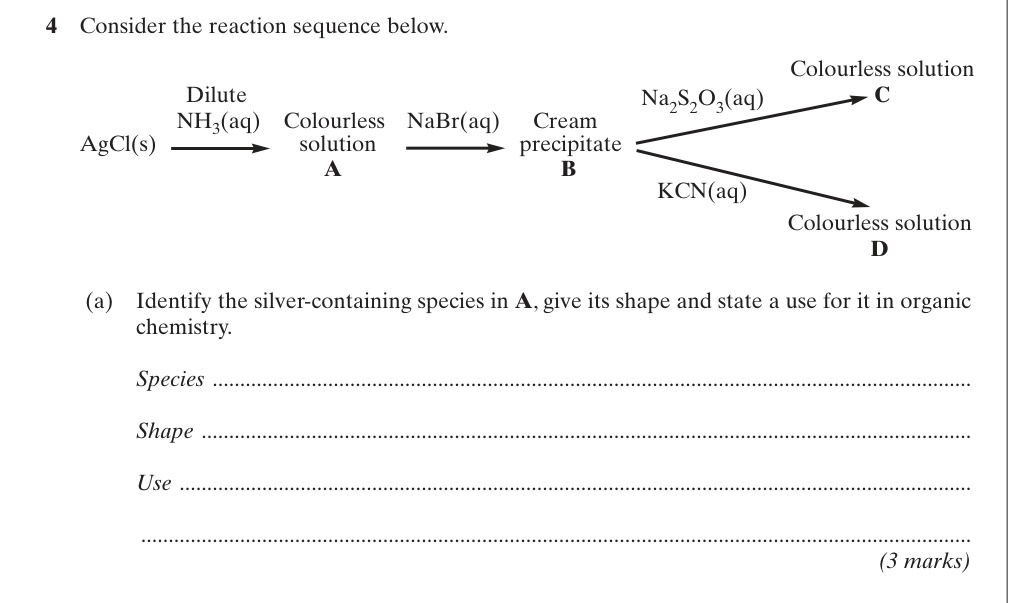 4 Consider the reaction sequence below.
Colourless solution
C
Dilute
NH₃(aq)
Na₂S₂O₃(aq)
AgCl(s)
Colourless
solution
A
NaBr(aq)
Cream
precipitate
B
KCN(aq)
Colourless solution
D
(a) Identify the silver-containing species in A, give its shape and state a use for it in organic
chemistry.
Species
Shape
Use
(3 marks)